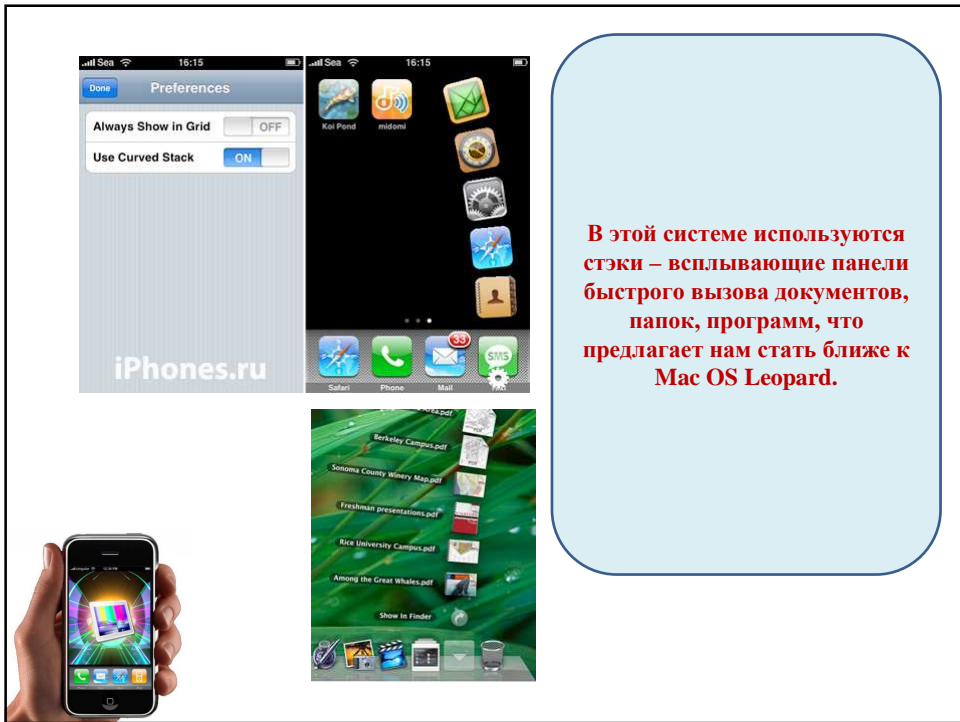 Sea 16:15
Done Preferences
Always Show in Grid OFF
Use Curved Stack ON
iPhones.ru
Sea 16:15
Koi Pond midomi
33
SMS
Safari Phone Mail
В этой системе используются
стэки – всплывающие панели
быстрого вызова документов,
папок, программ, что
предлагает нам стать ближе к
Mac OS Leopard.
Area.pdf
Berkeley Campus.pdf
Sonoma County Winery Map.pdf
Freshman presentations.pdf
Rice University Campus.pdf
Among the Great Whales.pdf
Show In Finder